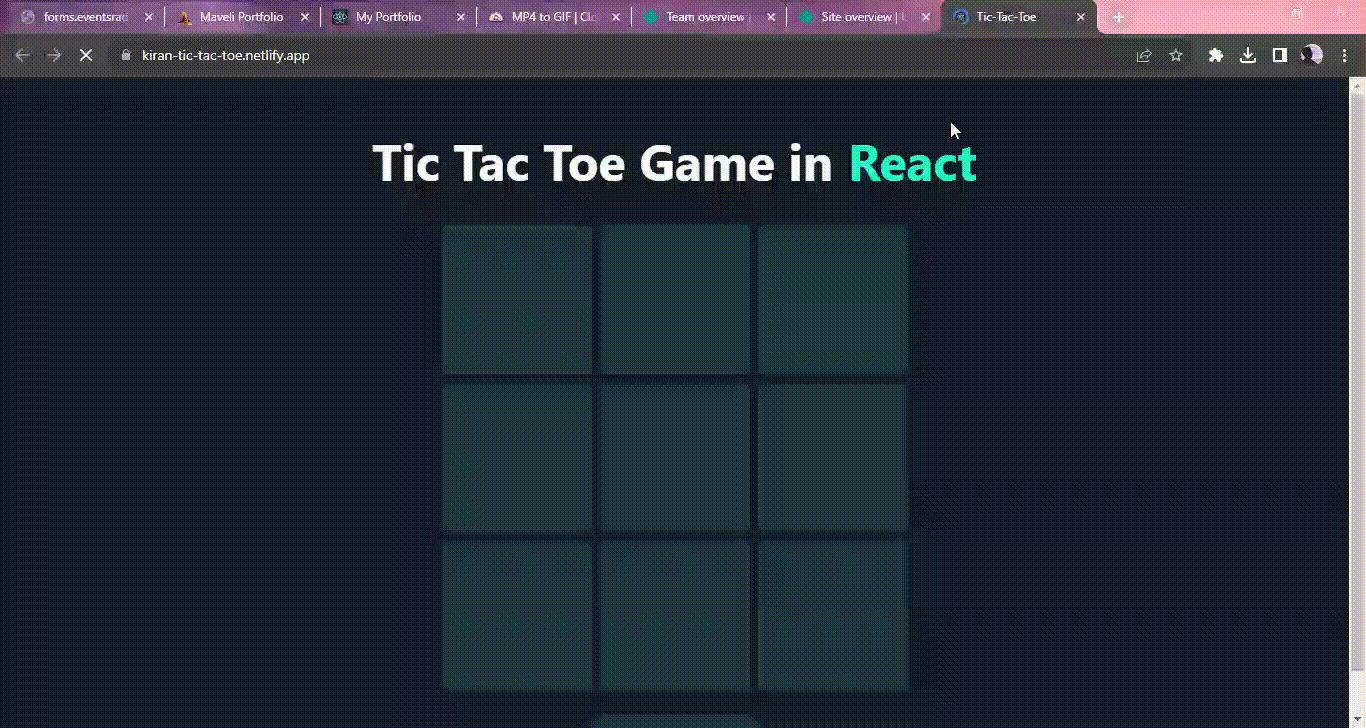 forms.eventsrad
Maveli Portfolio
My Portfolio
MP4 to GIF | Clo
Team overview |
Site overview |
Tic-Tac-Toe
kiran-tic-tac-toe.netlify.app
Tic Tac Toe Game in React